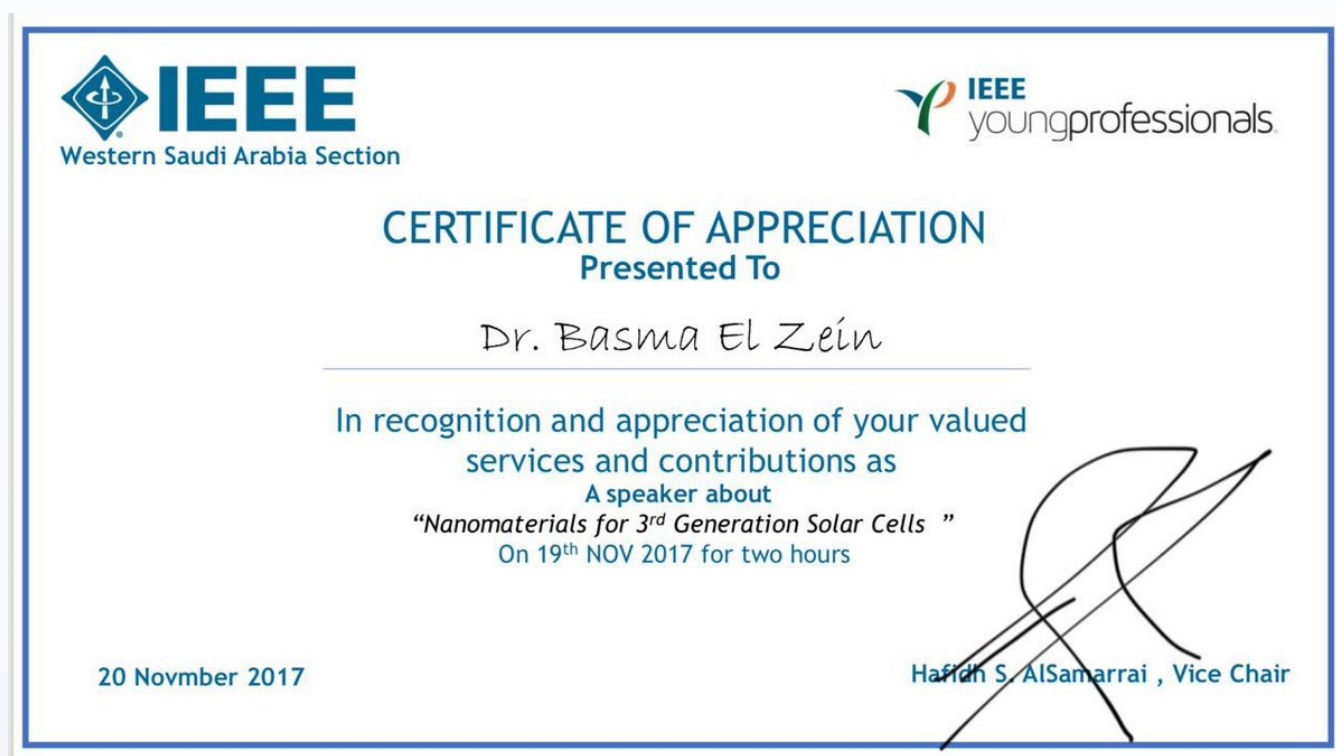 IEEE
Western Saudi Arabia Section
IEEE
youngprofessionals
CERTIFICATE OF APPRECIATION
Presented To
Dr. Basma El Zein
In recognition and appreciation of your valued
services and contributions as
A speaker about
“Nanomaterials for 3rd Generation Solar Cells ”
On 19th NOV 2017 for two hours
20 Novmber 2017
Hafidh S. AlSamarrai , Vice Chair